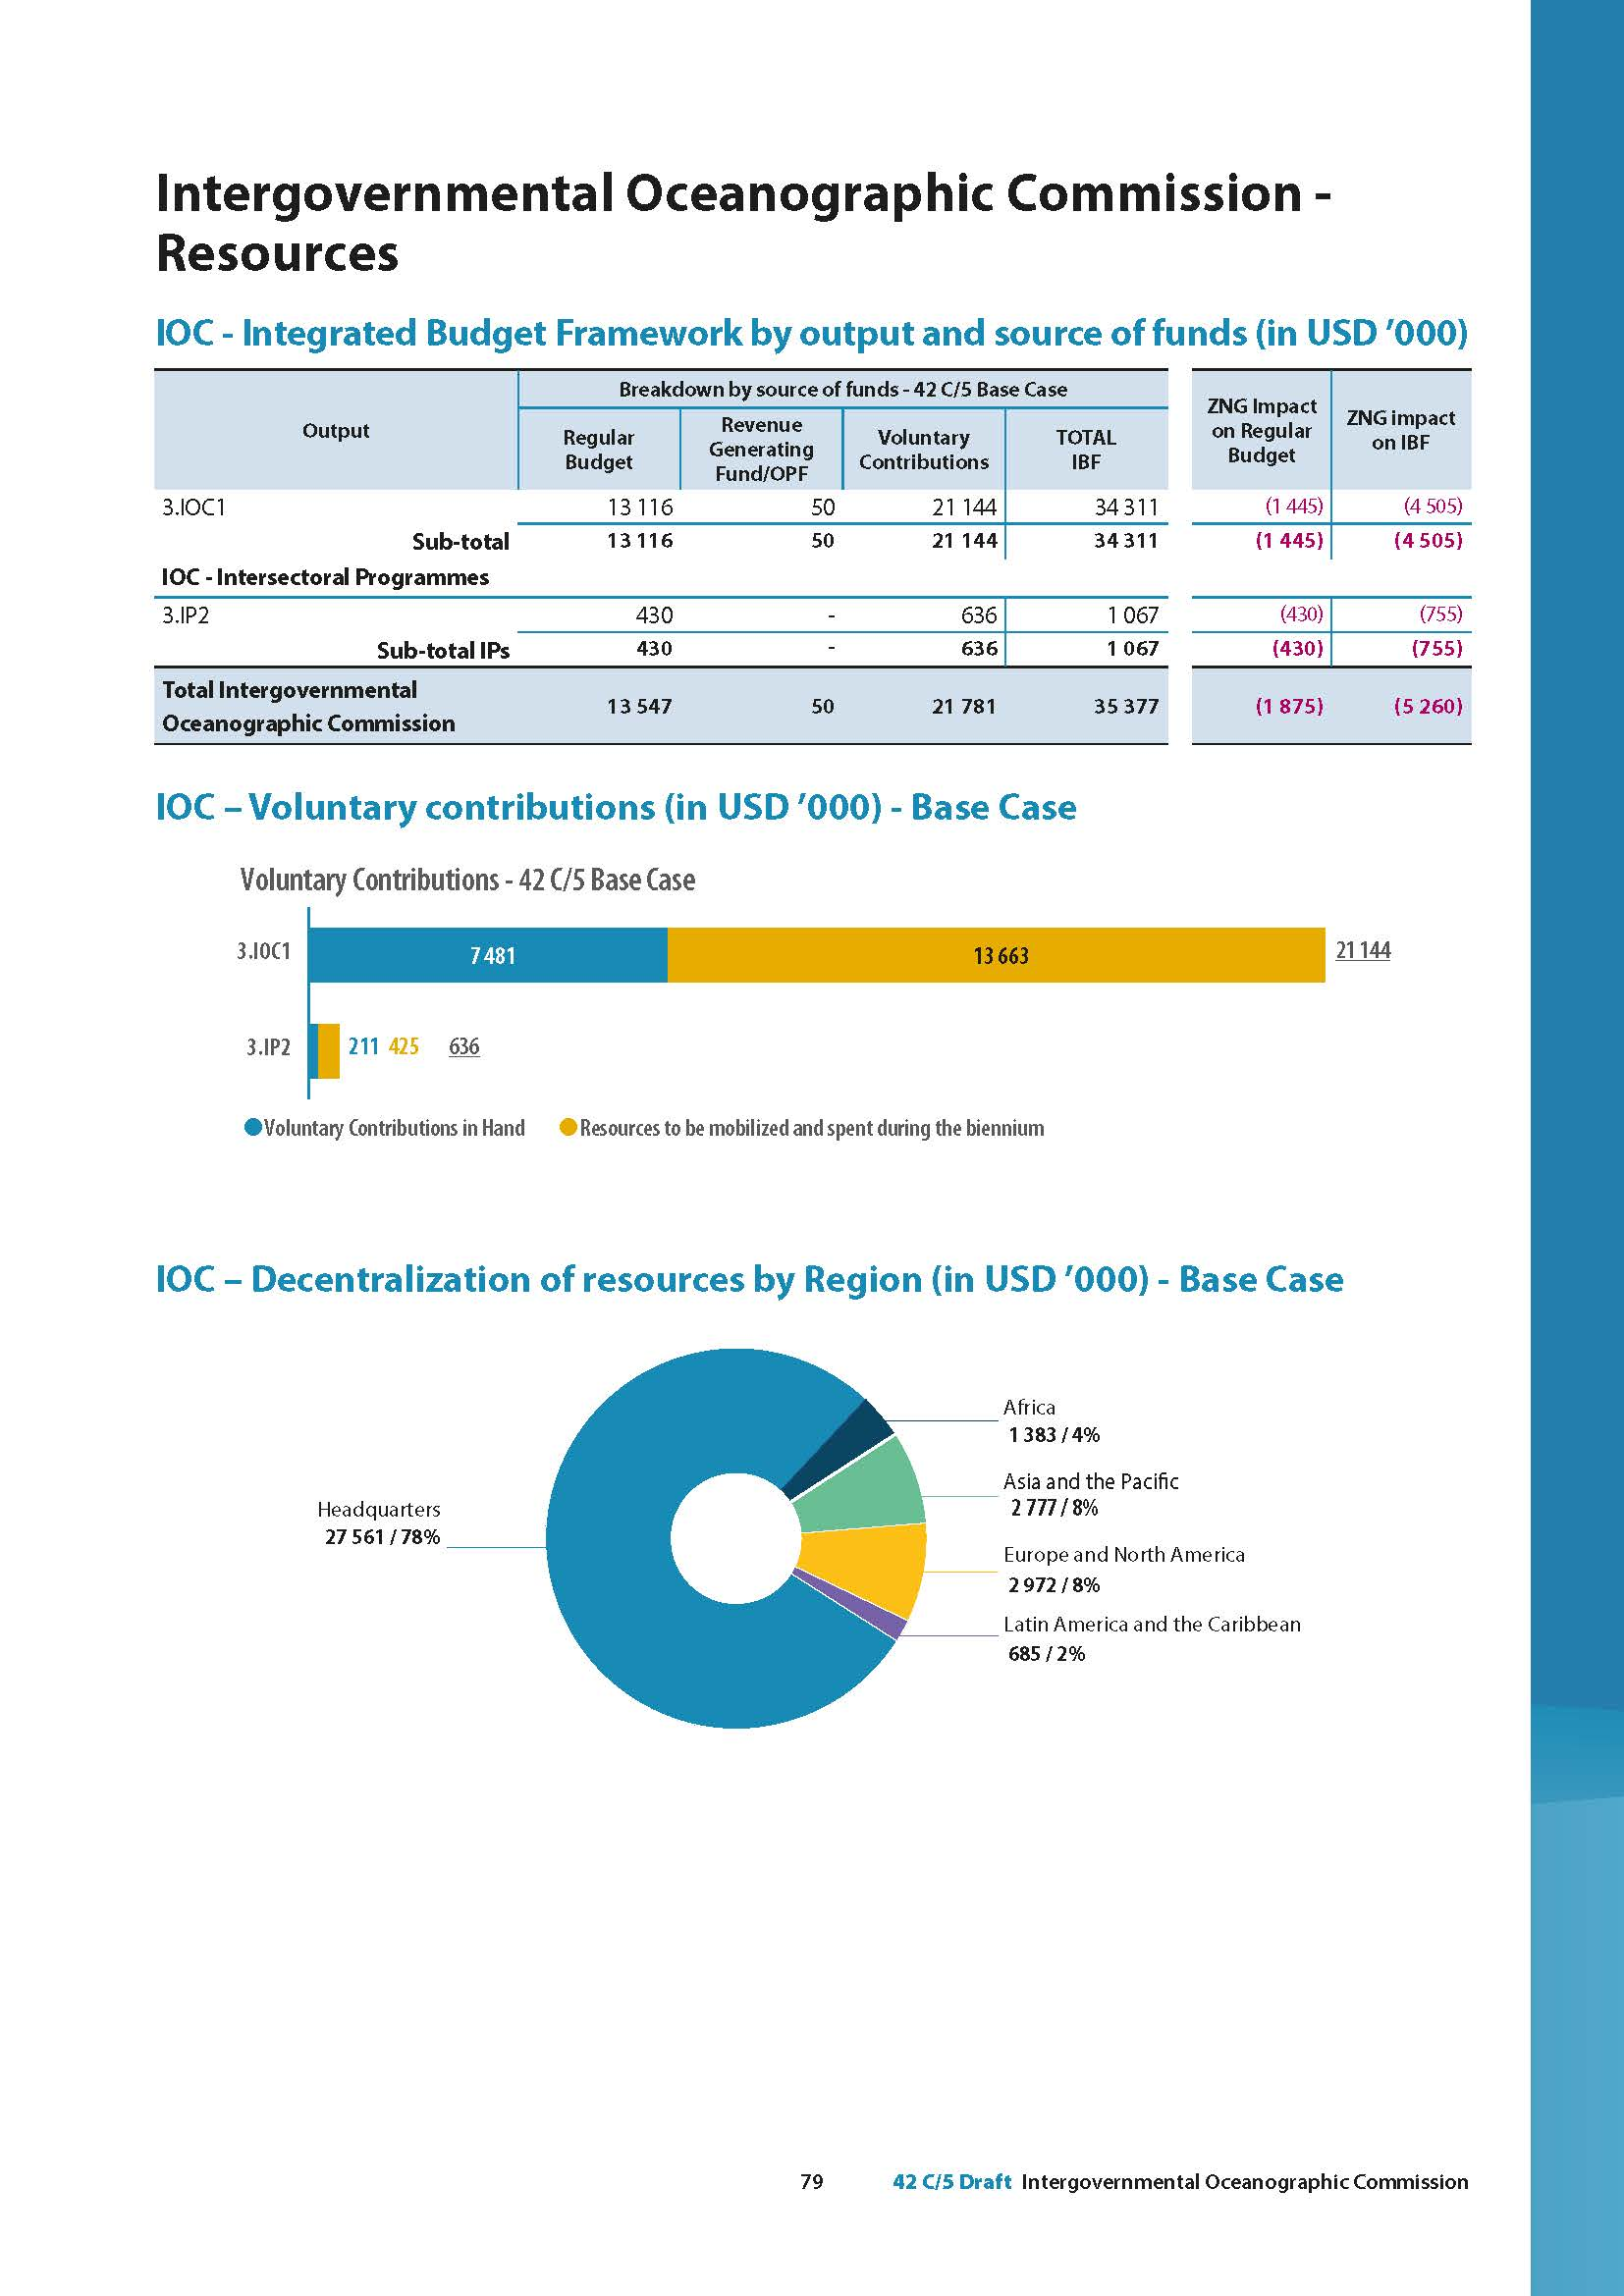 Intergovernmental Oceanographic Commission -
Resources
IOC - Integrated Budget Framework by output and source of funds (in USD ’000)
Output
Breakdown by source of funds - 42 C/5 Base Case
Regular
Budget
Revenue
Generating
Fund/OPF
Voluntary
Contributions
TOTAL
IBF
ZNG Impact
on Regular
Budget
ZNG impact
on IBF
3.IOC1 13 116 50 21 144 34 311 (1 445) (4 505)
Sub-total 13 116 50 21 144 34 311 (1 445) (4 505)
IOC - Intersectoral Programmes
3.IP2 430 - 636 1 067 (430) (755)
Sub-total IPs 430 - 636 1 067 (430) (755)
Total Intergovernmental
Oceanographic Commission
13 547 50 21 781 35 377 (1 875) (5 260)
IOC – Voluntary contributions (in USD ’000) - Base Case
Voluntary Contributions - 42 C/5 Base Case
3.IOC1 7 481 13 663 21 144
3.IP2 211 425 636
Voluntary Contributions in Hand Resources to be mobilized and spent during the biennium
IOC – Decentralization of resources by Region (in USD ’000) - Base Case
Africa
1 383 / 4%
Asia and the Pacific
2 777 / 8%
Headquarters
27 561 / 78%
Europe and North America
2 972 / 8%
Latin America and the Caribbean
685 / 2%
79 42 C/5 Draft Intergovernmental Oceanographic Commission